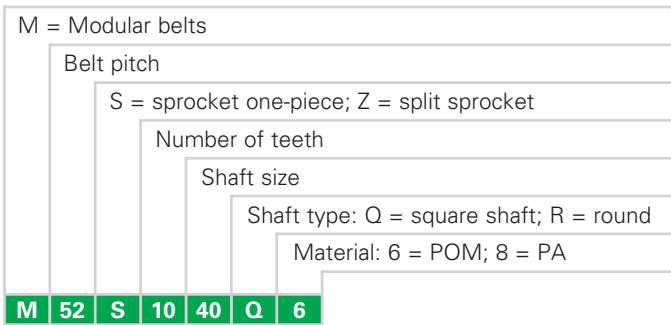 M = Modular belts
Belt pitch
S = sprocket one-piece; Z = split sprocket
Number of teeth
Shaft size
Shaft type: Q = square shaft; R = round
Material: 6 = POM; 8 = PA
M 52 S 10 40 Q 6